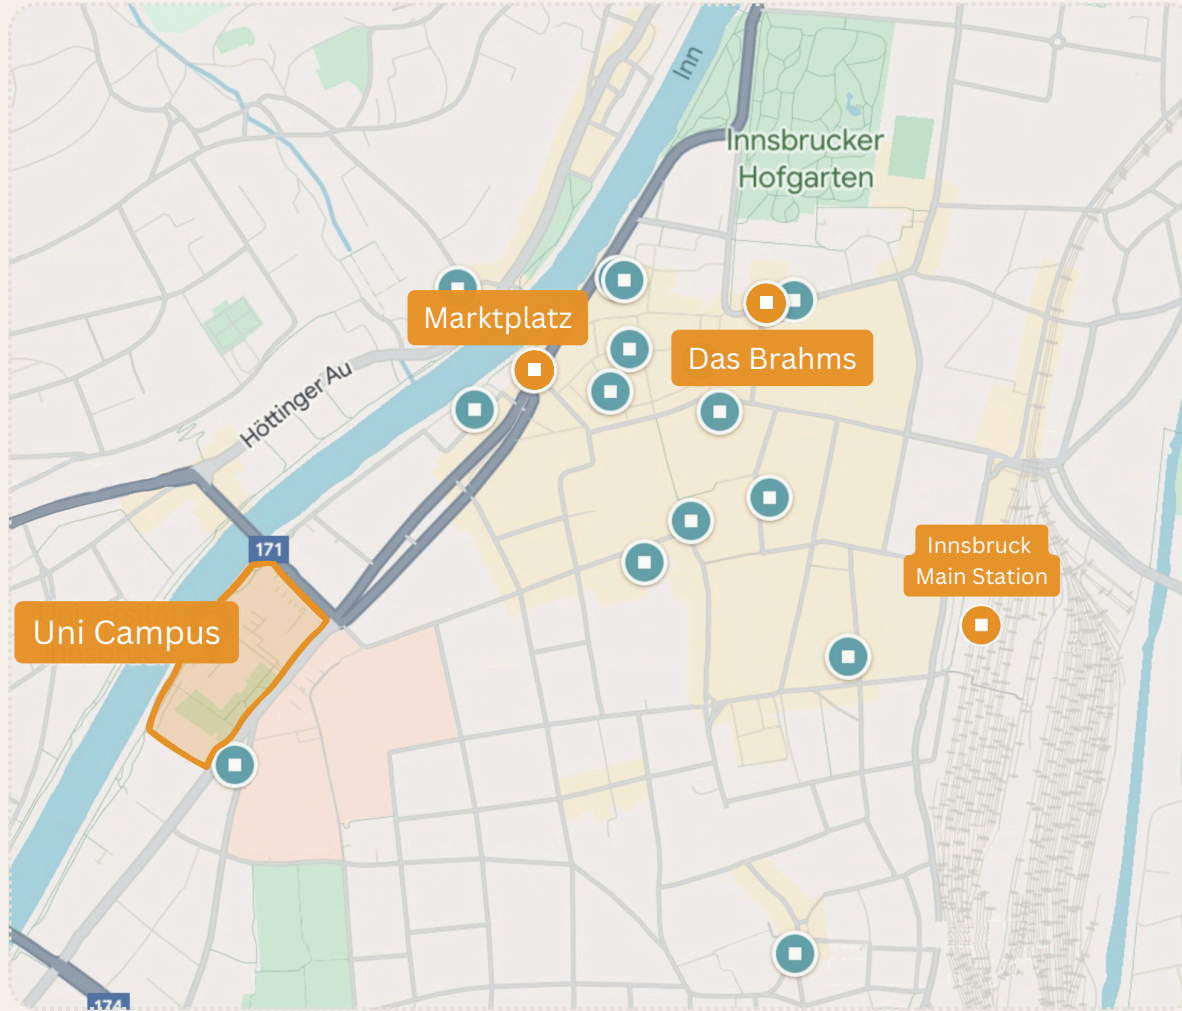 Inn
Innsbrucker
Hofgarten
Marktplatz
Das Brahms
Höttinger Au
171
Innsbruck
Main Station
Uni Campus
174